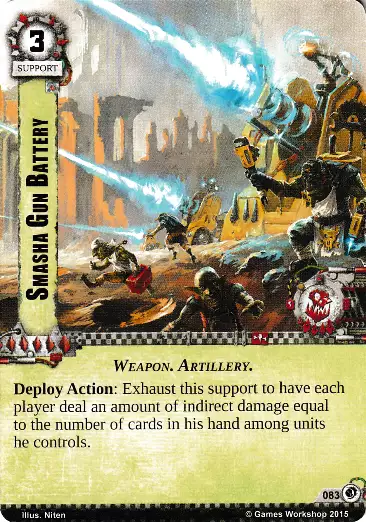 3
SUPPORT
SMASHA GUN BATTERY
WEAPON. ARTILLERY.
Deploy Action: Exhaust this support to have each
player deal an amount of indirect damage equal
to the number of cards in his hand among units
he controls.
083
Illus. Niten
© Games Workshop 2015